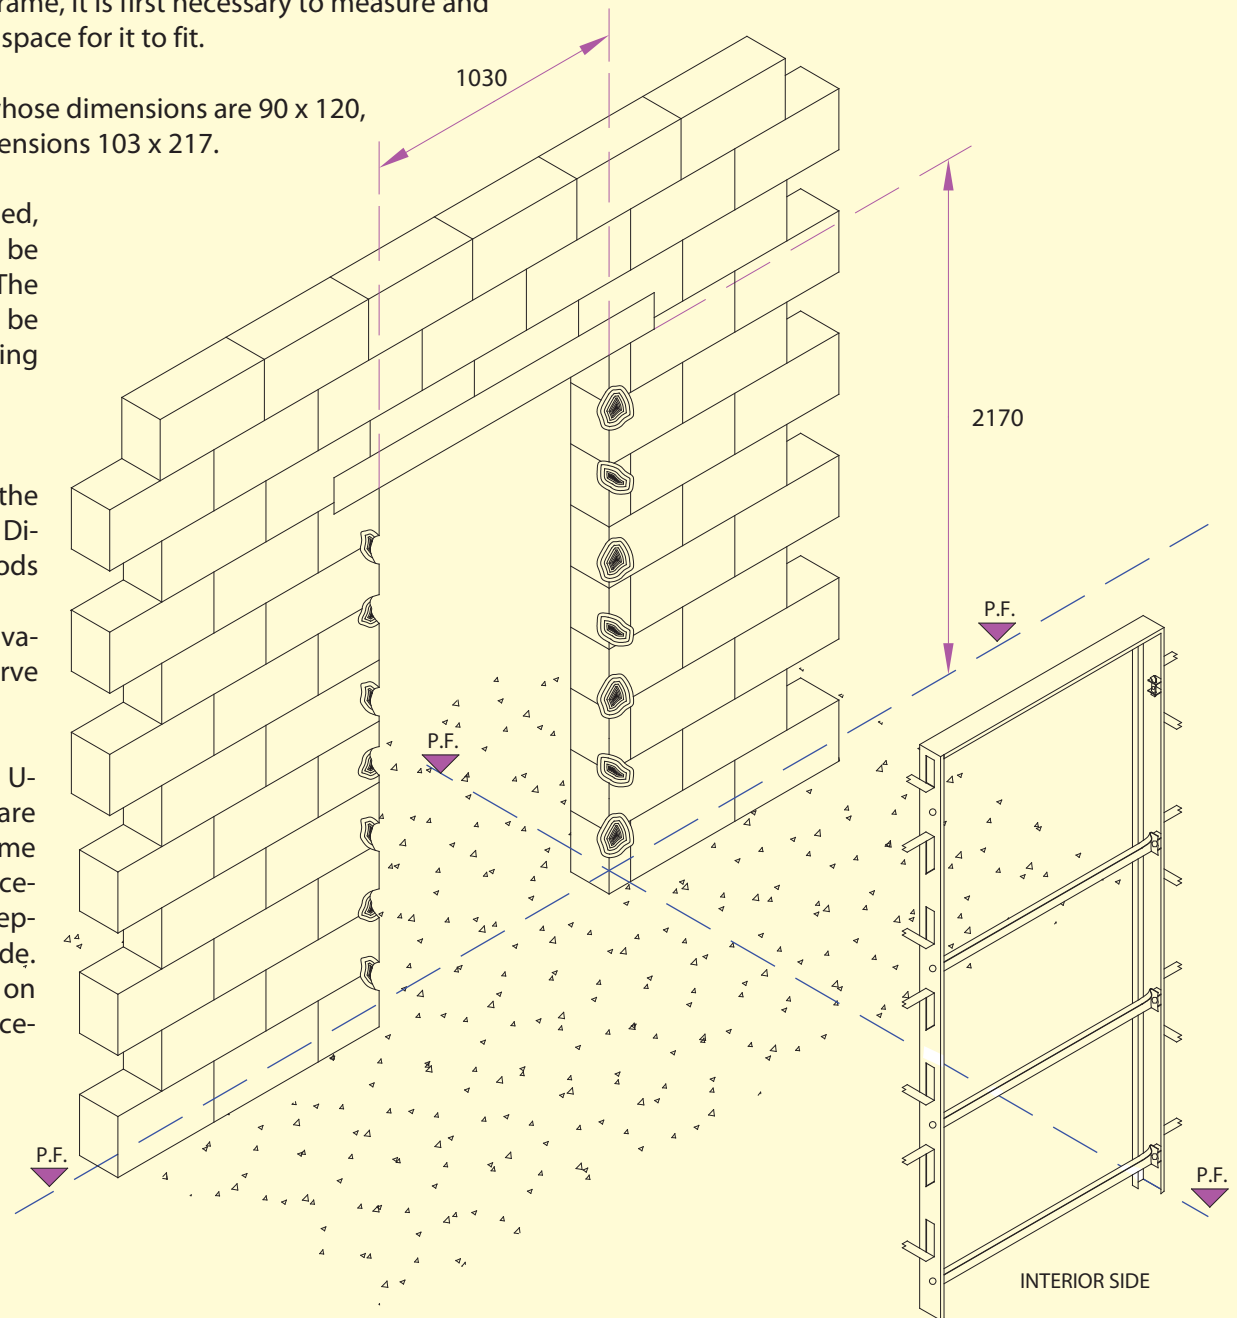 rame, it is first necessary to measure and
space for it to fit.
whose dimensions are 90 x 120,
ensions 103 x 217.
ed,
be
The
be
ing
the
Di-
ods
va-
rve
U-
are
me
ce-
ep-
de.
on
ce-
1030
2170
P.F.
P.F.
P.F.
P.F.
INTERIOR SIDE